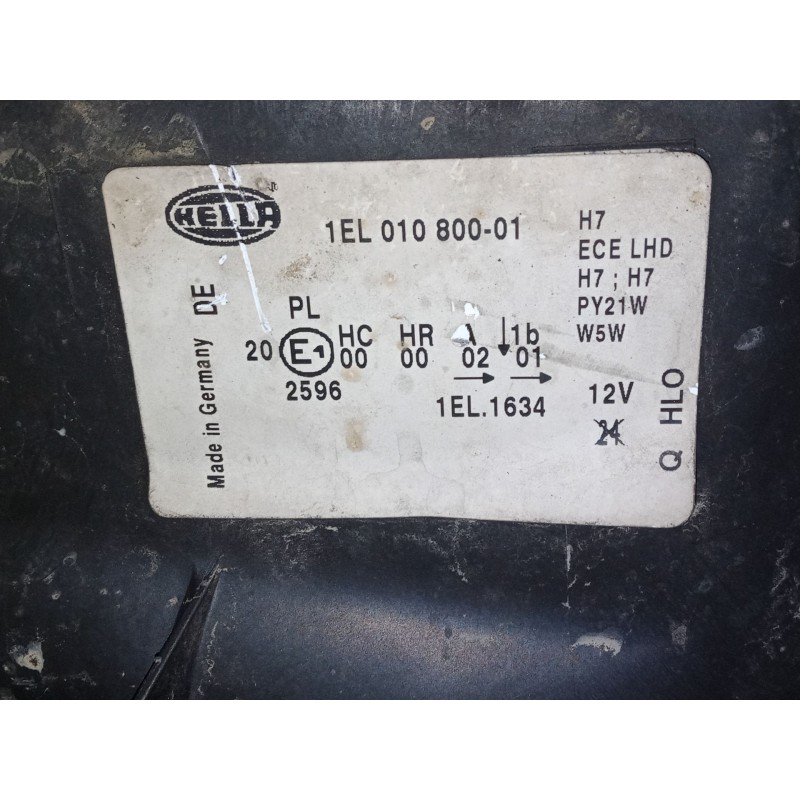 HELLA
1EL 010 800-01
H7
ECE LHD
H7 ; H7
PY21W
W5W
Made in Germany DE
PL
20 E1 HC HR A 1b
00 00 02 01
2596
1EL.1634
12V
24
Q HLO